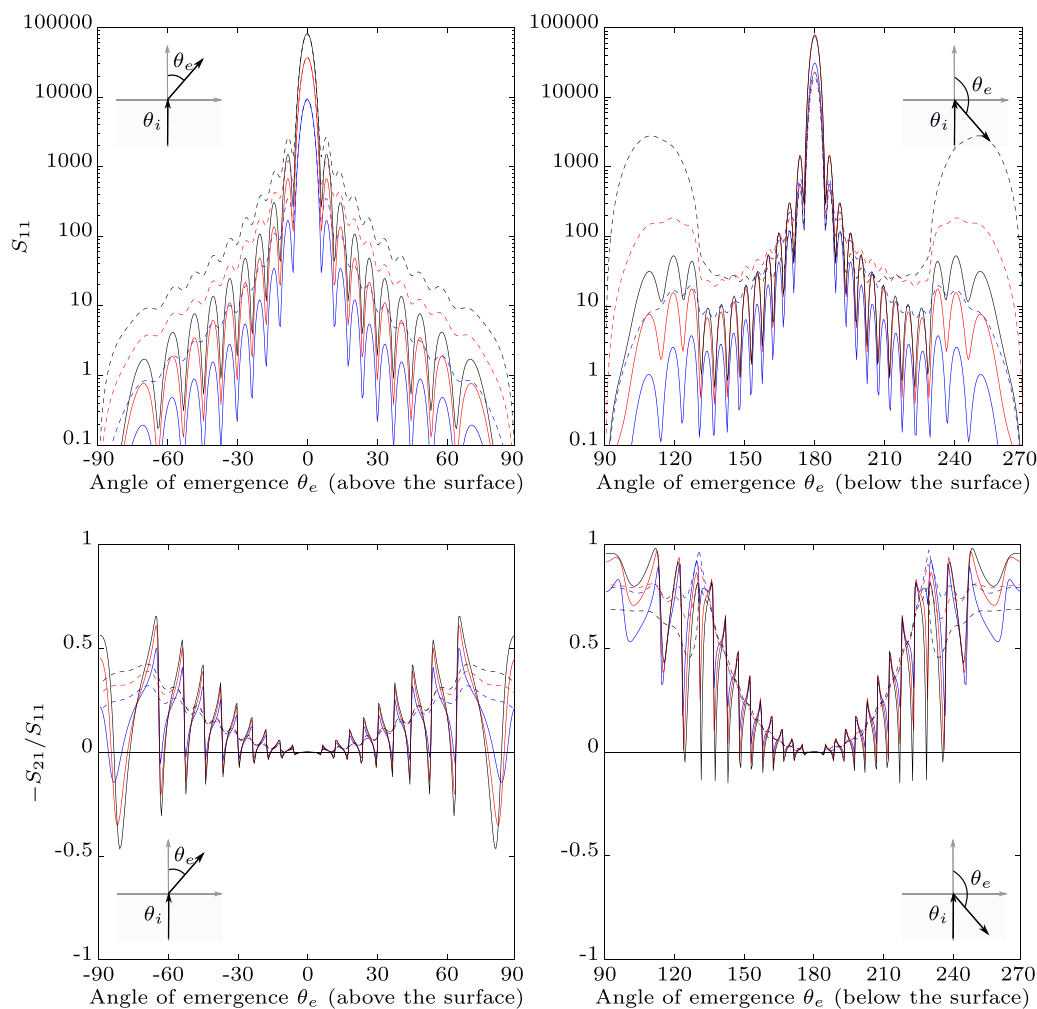 100000
10000
1000
100
10
1
0.1
S11
θe
θi
-90 -60 -30 0 30 60 90
Angle of emergence θe (above the surface)
100000
10000
1000
100
10
1
0.1
θe
θi
90 120 150 180 210 240 270
Angle of emergence θe (below the surface)
1
0.5
0
-0.5
-1
−S21/S11
θe
θi
-90 -60 -30 0 30 60 90
Angle of emergence θe (above the surface)
1
0.5
0
-0.5
-1
θe
θi
90 120 150 180 210 240 270
Angle of emergence θe (below the surface)